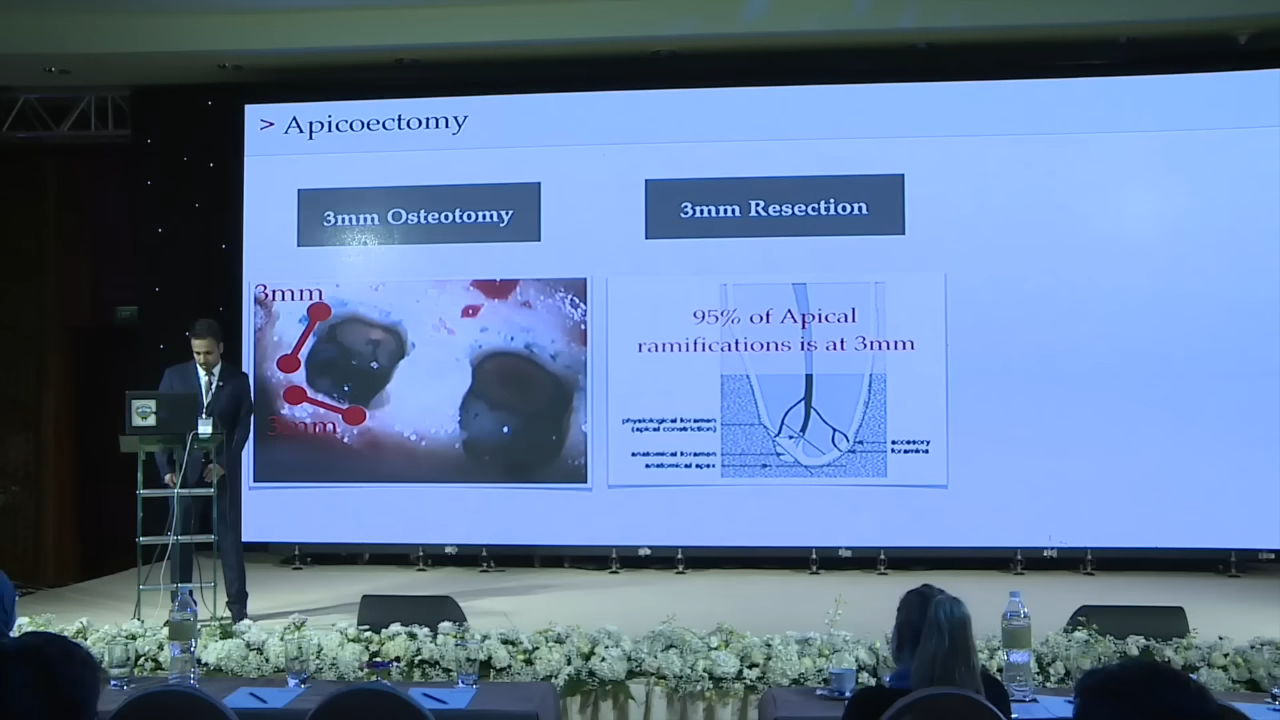 > Apicoectomy
3mm Osteotomy
3mm Resection
3mm
3mm
95% of Apical
ramifications is at 3mm
physiological foramen
(apical constriction)
anatomical foramen
anatomical apex
accesory
foramina